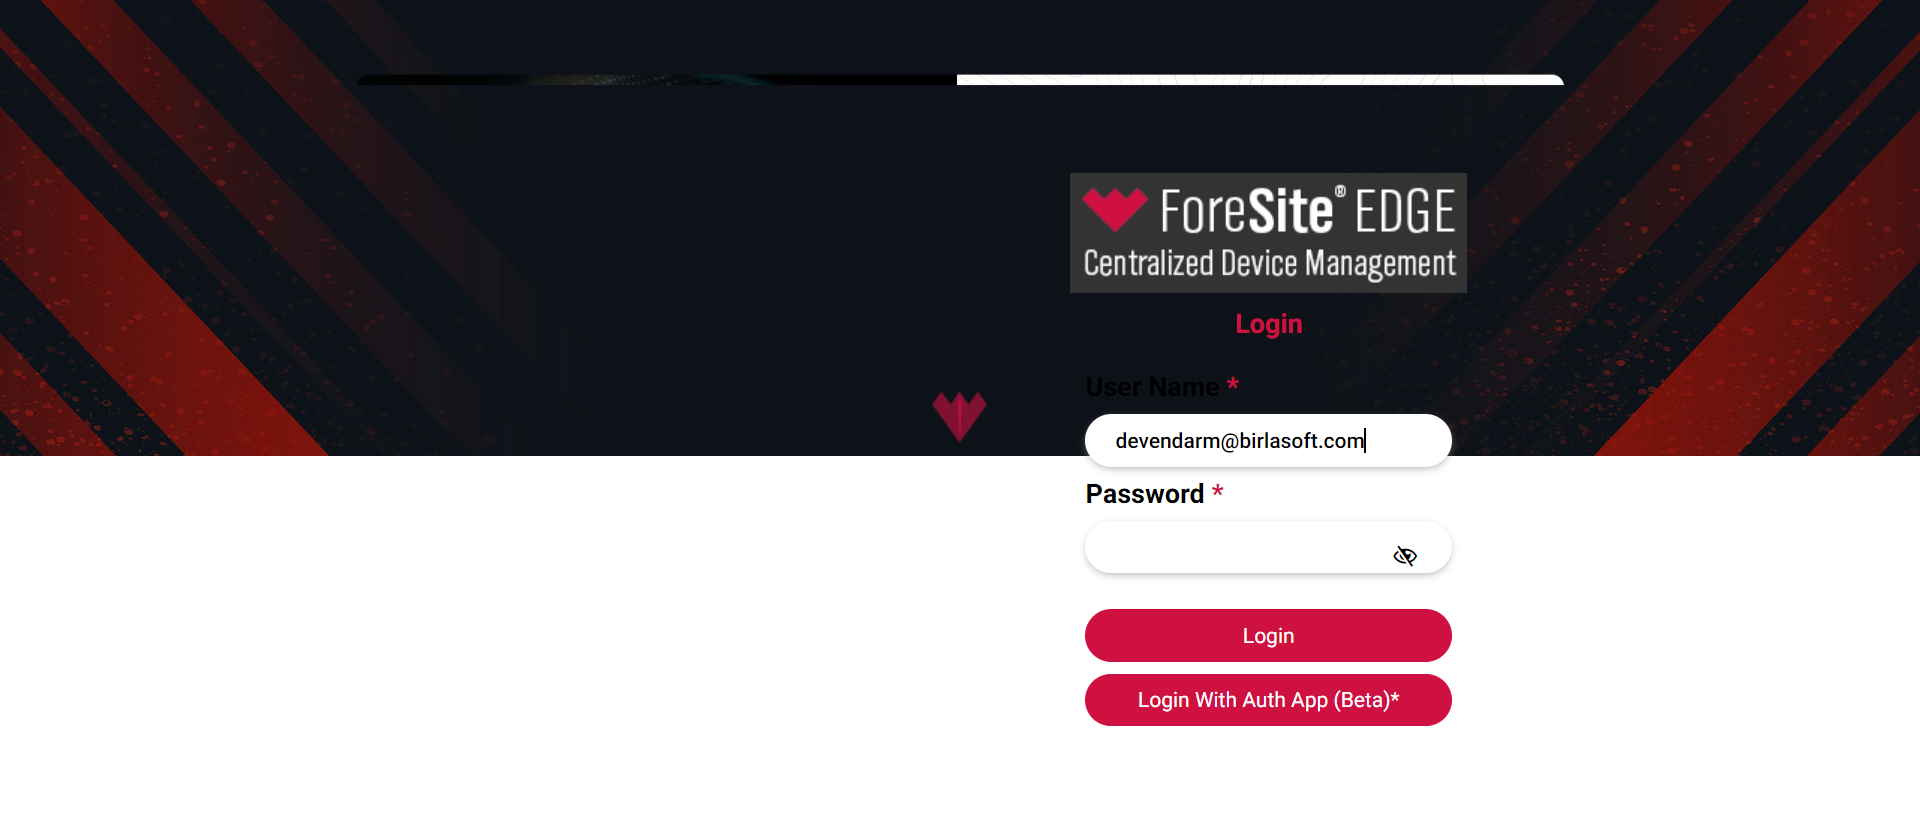 ForeSite® EDGE
Centralized Device Management
Login
User Name *
devendarm@birlasoft.com
Password *
Login
Login With Auth App (Beta)*